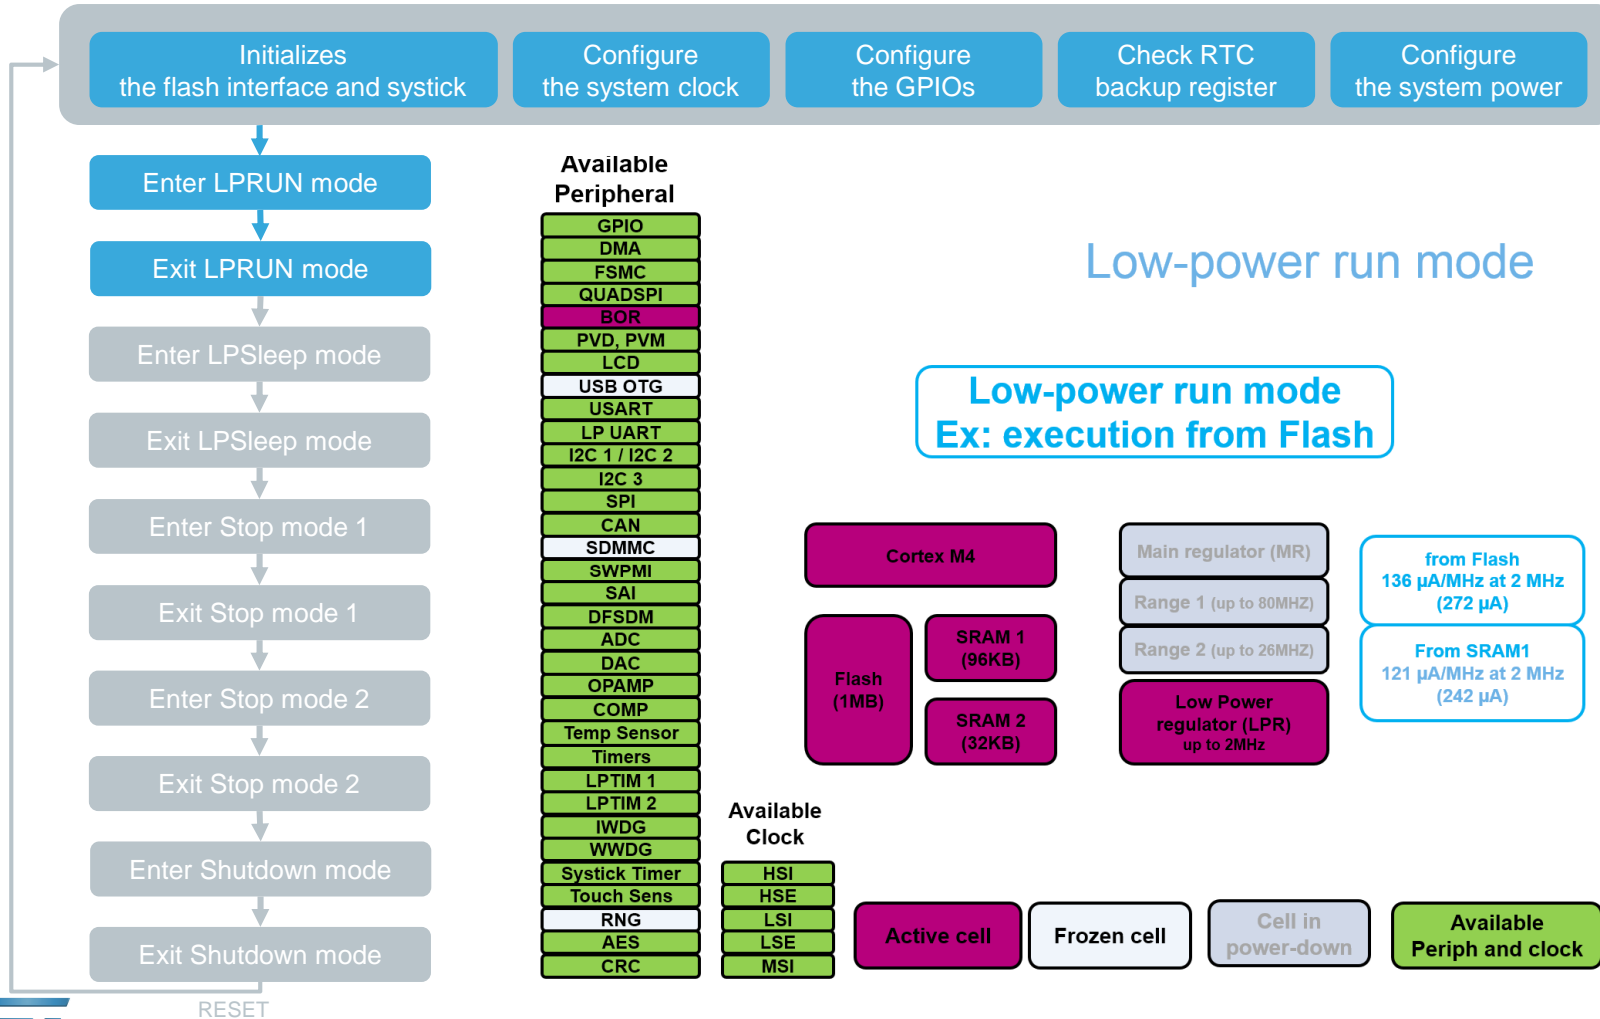 Initializes
the flash interface and systick
Configure
the system clock
Configure
the GPIOs
Check RTC
backup register
Configure
the system power
Enter LPRUN mode
Exit LPRUN mode
Enter LPSleep mode
Exit LPSleep mode
Enter Stop mode 1
Exit Stop mode 1
Enter Stop mode 2
Exit Stop mode 2
Enter Shutdown mode
Exit Shutdown mode
RESET
Available
Peripheral
GPIO
DMA
FSMC
QUADSPI
BOR
PVD, PVM
LCD
USB OTG
USART
LP UART
I2C 1 / I2C 2
I2C 3
SPI
CAN
SDMMC
SWPMI
SAI
DFSDM
ADC
DAC
OPAMP
COMP
Temp Sensor
Timers
LPTIM 1
LPTIM 2
IWDG
WWDG
Systick Timer
Touch Sens
RNG
AES
CRC
Available
Clock
HSI
HSE
LSI
LSE
MSI
Low-power run mode
Low-power run mode
Ex: execution from Flash
Cortex M4
Flash
(1MB)
SRAM 1
(96KB)
SRAM 2
(32KB)
Main regulator (MR)
Range 1 (up to 80MHZ)
Range 2 (up to 26MHZ)
Low Power
regulator (LPR)
up to 2MHz
from Flash
136 µA/MHz at 2 MHz
(272 µA)
From SRAM1
121 µA/MHz at 2 MHz
(242 µA)
Active cell
Frozen cell
Cell in
power-down
Available
Periph and clock